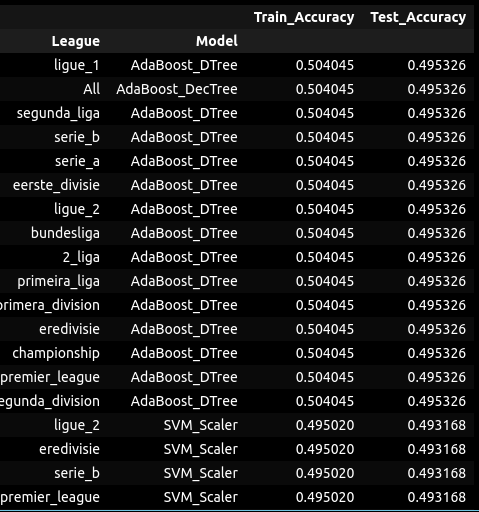 Train_Accuracy Test_Accuracy
League Model
ligue_1 AdaBoost_DTree 0.504045 0.495326
All AdaBoost_DecTree 0.504045 0.495326
segunda_liga AdaBoost_DTree 0.504045 0.495326
serie_b AdaBoost_DTree 0.504045 0.495326
serie_a AdaBoost_DTree 0.504045 0.495326
eerste_divisie AdaBoost_DTree 0.504045 0.495326
ligue_2 AdaBoost_DTree 0.504045 0.495326
bundesliga AdaBoost_DTree 0.504045 0.495326
2_liga AdaBoost_DTree 0.504045 0.495326
primeira_liga AdaBoost_DTree 0.504045 0.495326
primera_division AdaBoost_DTree 0.504045 0.495326
eredivisie AdaBoost_DTree 0.504045 0.495326
championship AdaBoost_DTree 0.504045 0.495326
premier_league AdaBoost_DTree 0.504045 0.495326
egunda_division AdaBoost_DTree 0.504045 0.495326
ligue_2 SVM_Scaler 0.495020 0.493168
eredivisie SVM_Scaler 0.495020 0.493168
serie_b SVM_Scaler 0.495020 0.493168
premier_league SVM_Scaler 0.495020 0.493168